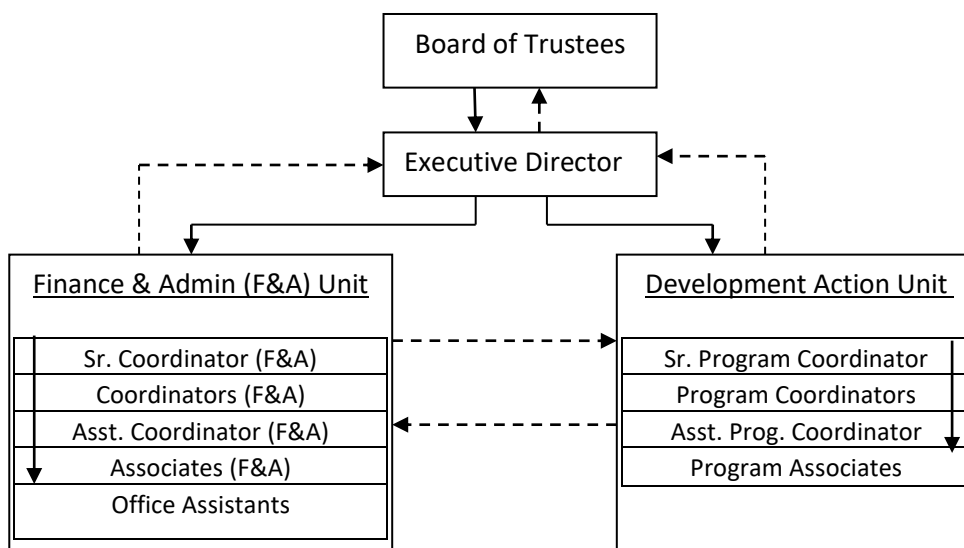 Board of Trustees
Executive Director
Finance & Admin (F&A) Unit
Sr. Coordinator (F&A)
Coordinators (F&A)
Asst. Coordinator (F&A)
Associates (F&A)
Office Assistants
Development Action Unit
Sr. Program Coordinator
Program Coordinators
Asst. Prog. Coordinator
Program Associates